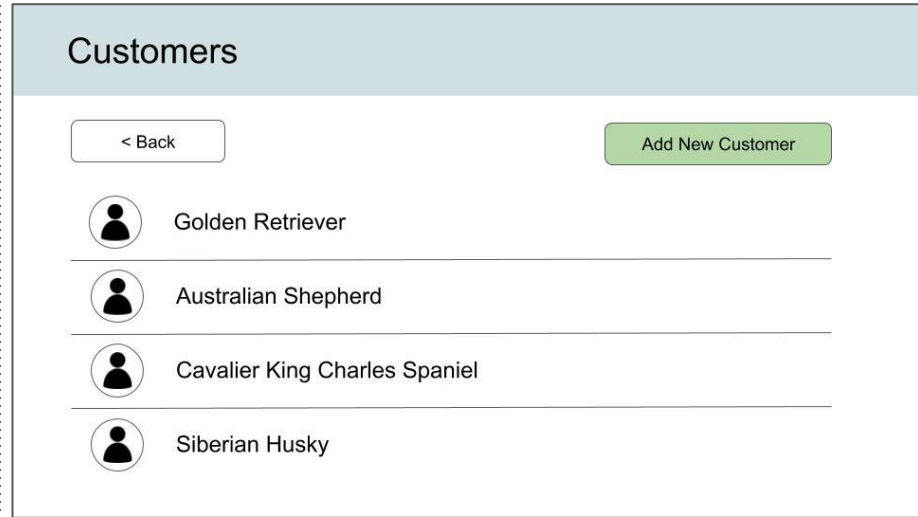 Customers
< Back
Add New Customer
Golden Retriever
Australian Shepherd
Cavalier King Charles Spaniel
Siberian Husky